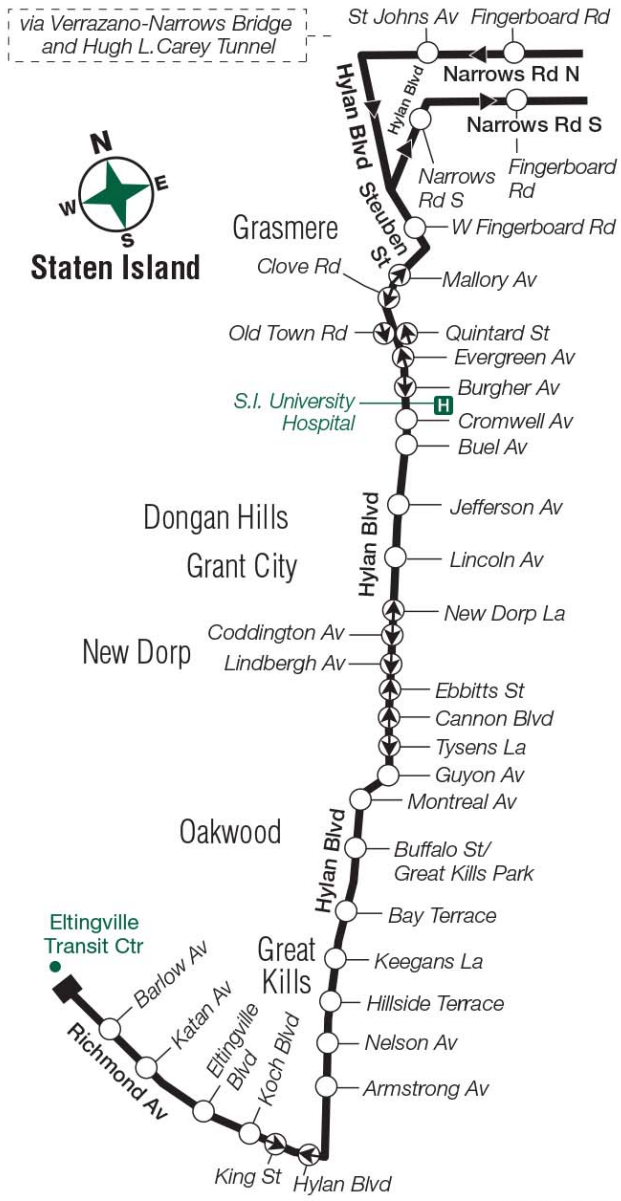 via Verrazano-Narrows Bridge
and Hugh L. Carey Tunnel
St Johns Av
Fingerboard Rd
Narrows Rd N
Hylan Blvd
Hylan Blvd
Narrows Rd S
Fingerboard
Rd
Narrows
Rd S
N
E
W
S
Staten Island
Steuben
St
W Fingerboard Rd
Grasmere
Clove Rd
Mallory Av
Old Town Rd
Quintard St
Evergreen Av
Burgher Av
S.I. University
Hospital
H
Cromwell Av
Buel Av
Hylan Blvd
Jefferson Av
Dongan Hills
Lincoln Av
Grant City
New Dorp La
Coddington Av
New Dorp
Lindbergh Av
Ebbitts St
Cannon Blvd
Tysens La
Guyon Av
Montreal Av
Oakwood
Hylan Blvd
Buffalo St/
Great Kills Park
Bay Terrace
Great
Kills
Keegans La
Hillside Terrace
Nelson Av
Armstrong Av
Eltingville
Transit Ctr
Barlow Av
Katan Av
Eltingville
Blvd
Koch Blvd
Richmond Av
King St
Hylan Blvd